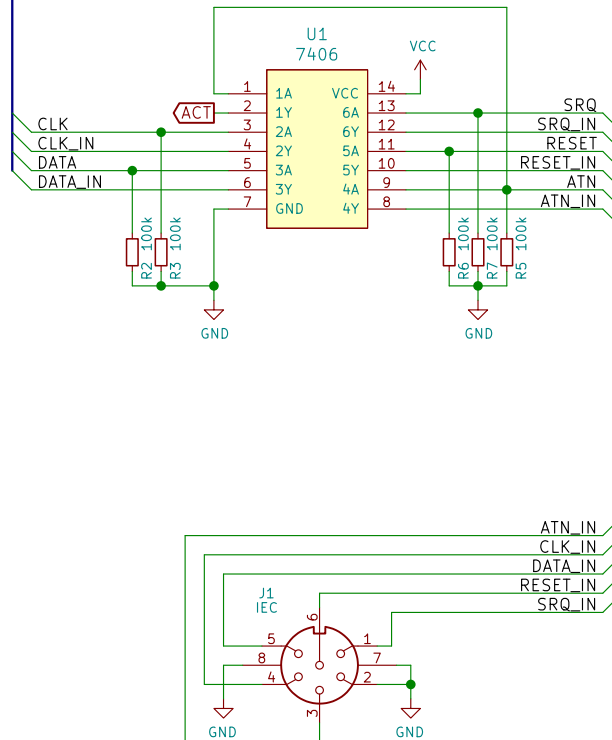 U1
7406
VCC
1 1A VCC 14
ACT 2 1Y 6A 13 SRQ
CLK 3 2A 6Y 12 SRQ_IN
CLK_IN 4 2Y 5A 11 RESET
DATA 5 3A 5Y 10 RESET_IN
DATA_IN 6 3Y 4A 9 ATN
7 GND 4Y 8 ATN_IN
R2 100k
R3 100k
R6 100k
R7 100k
R5 100k
GND
GND
ATN_IN
CLK_IN
DATA_IN
RESET_IN
SRQ_IN
J1
IEC
6
5 1
8 7
4 2
3
GND
GND